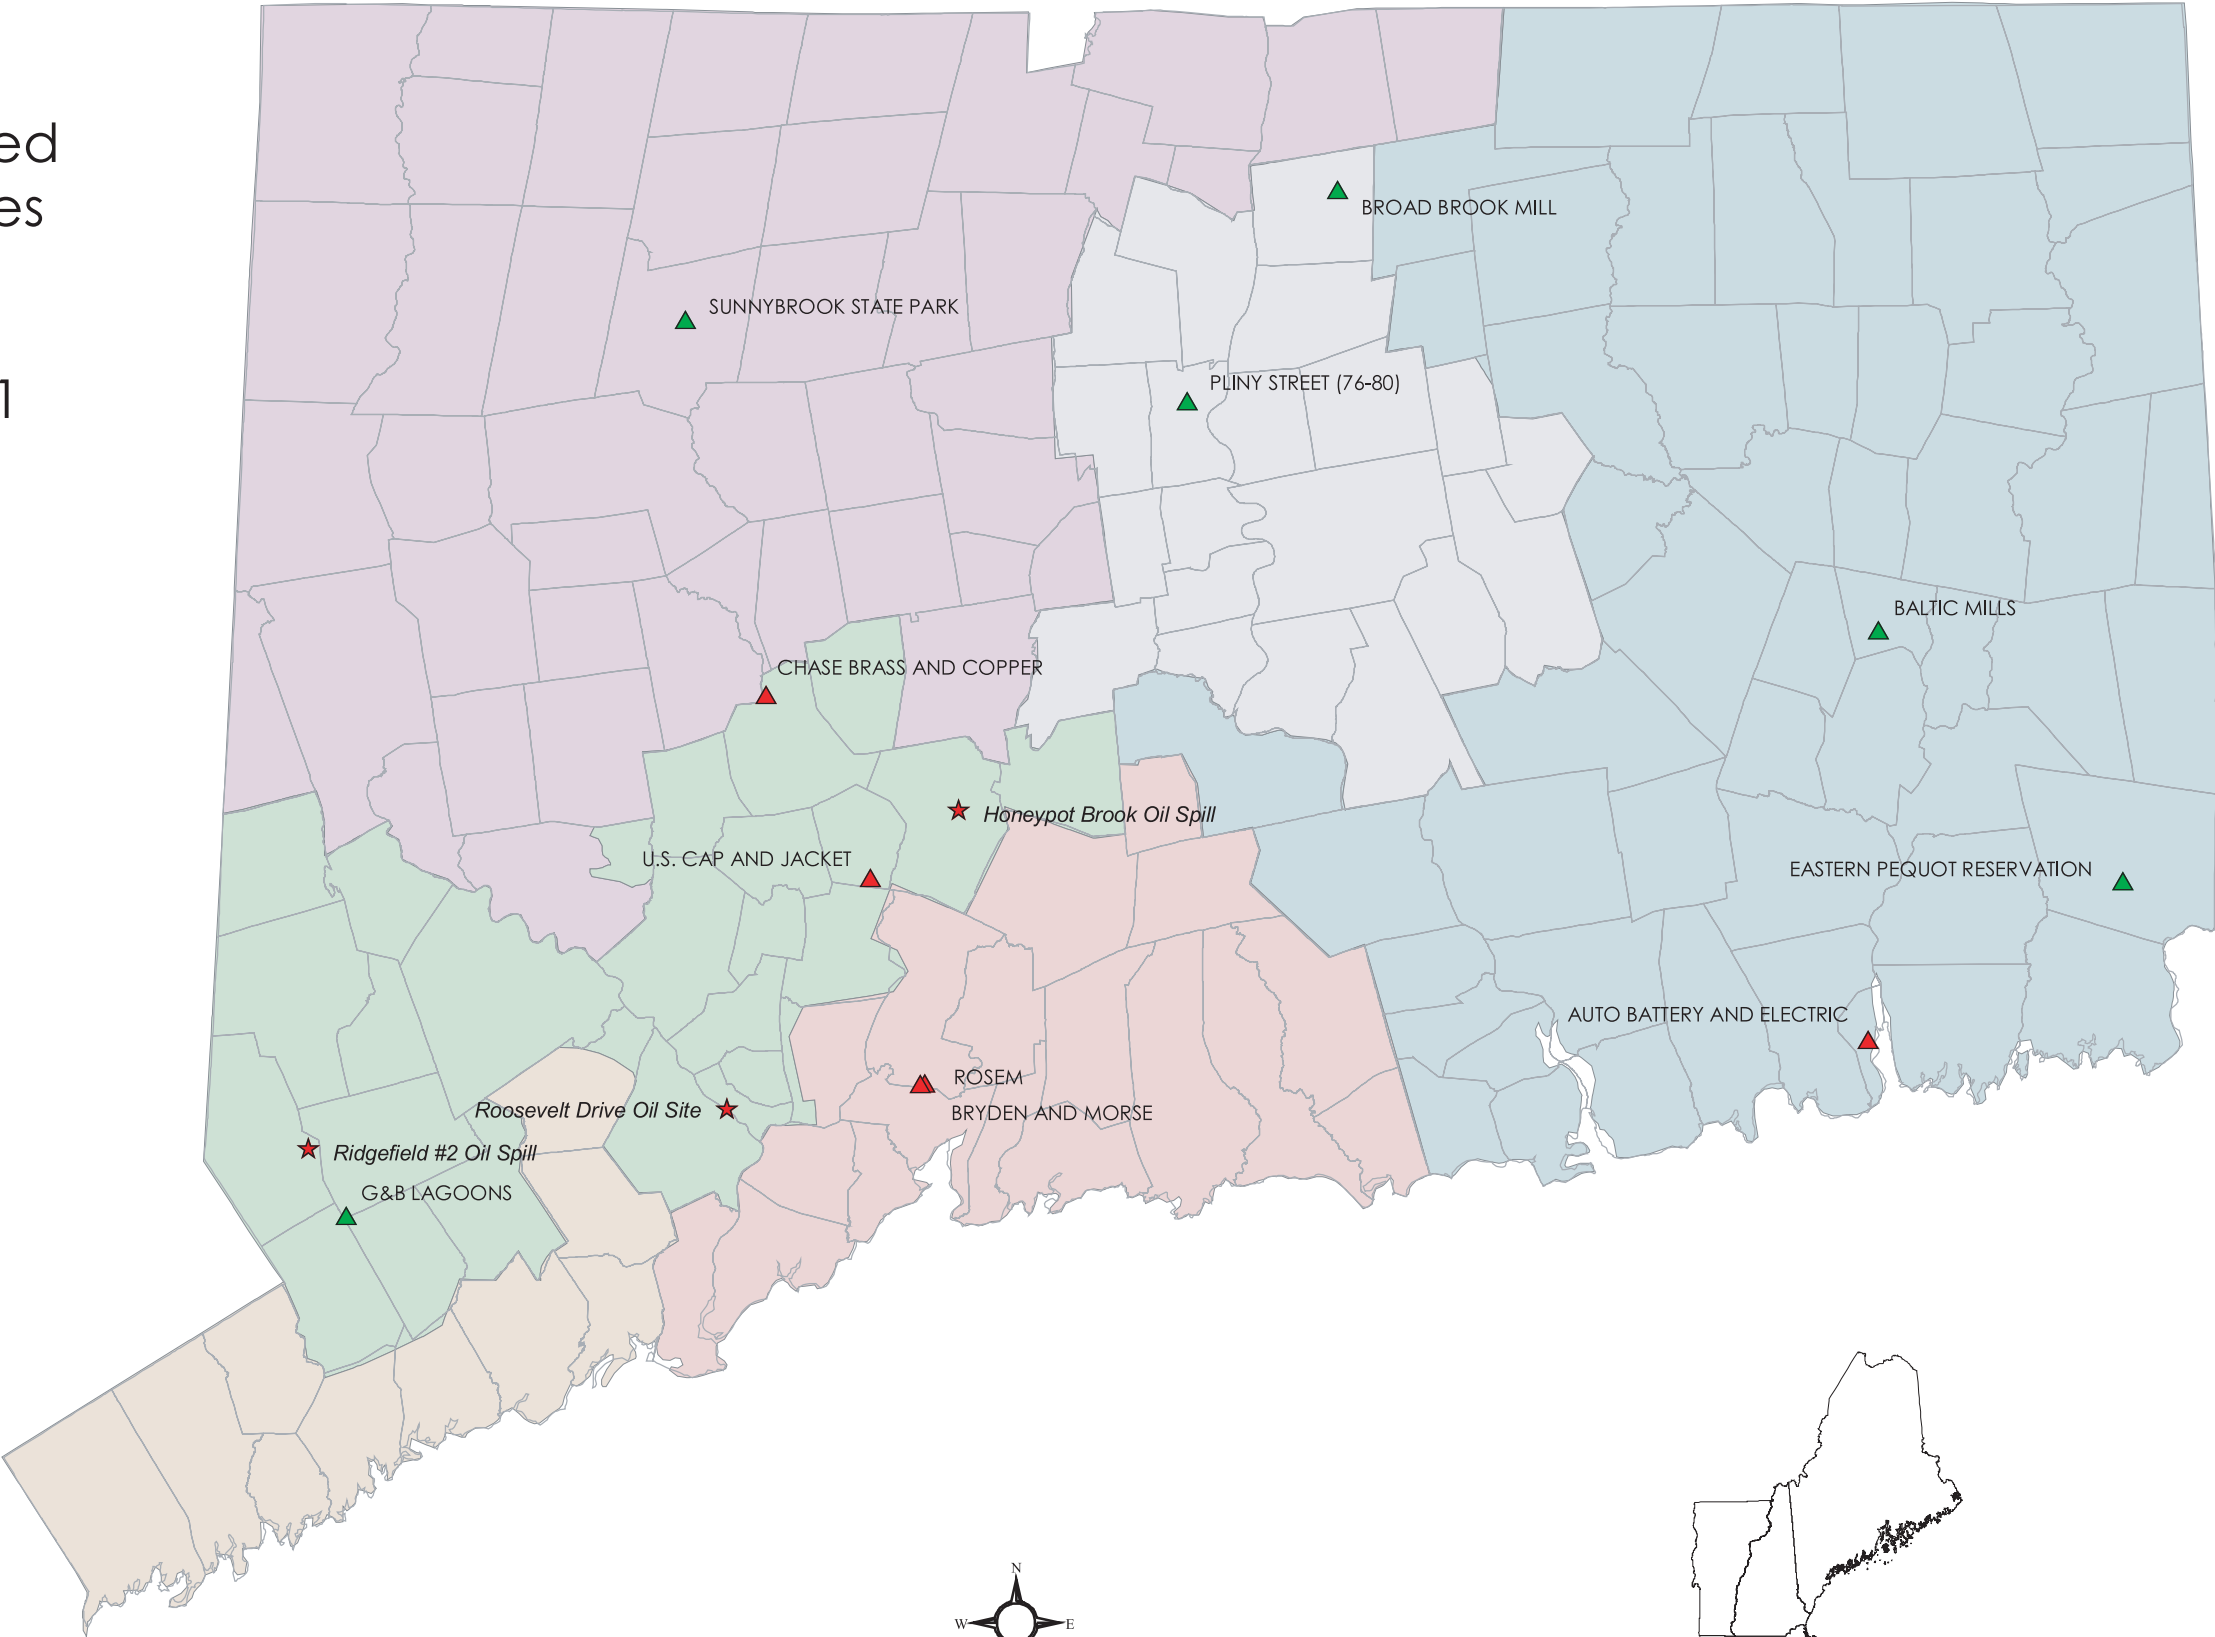 ed
es
1
BROAD BROOK MILL
SUNNYBROOK STATE PARK
PLINY STREET (76-80)
BALTIC MILLS
CHASE BRASS AND COPPER
Honeypot Brook Oil Spill
U.S. CAP AND JACKET
EASTERN PEQUOT RESERVATION
AUTO BATTERY AND ELECTRIC
ROSEM
Roosevelt Drive Oil Site
BRYDEN AND MORSE
Ridgefield #2 Oil Spill
G&B LAGOONS
N
W E